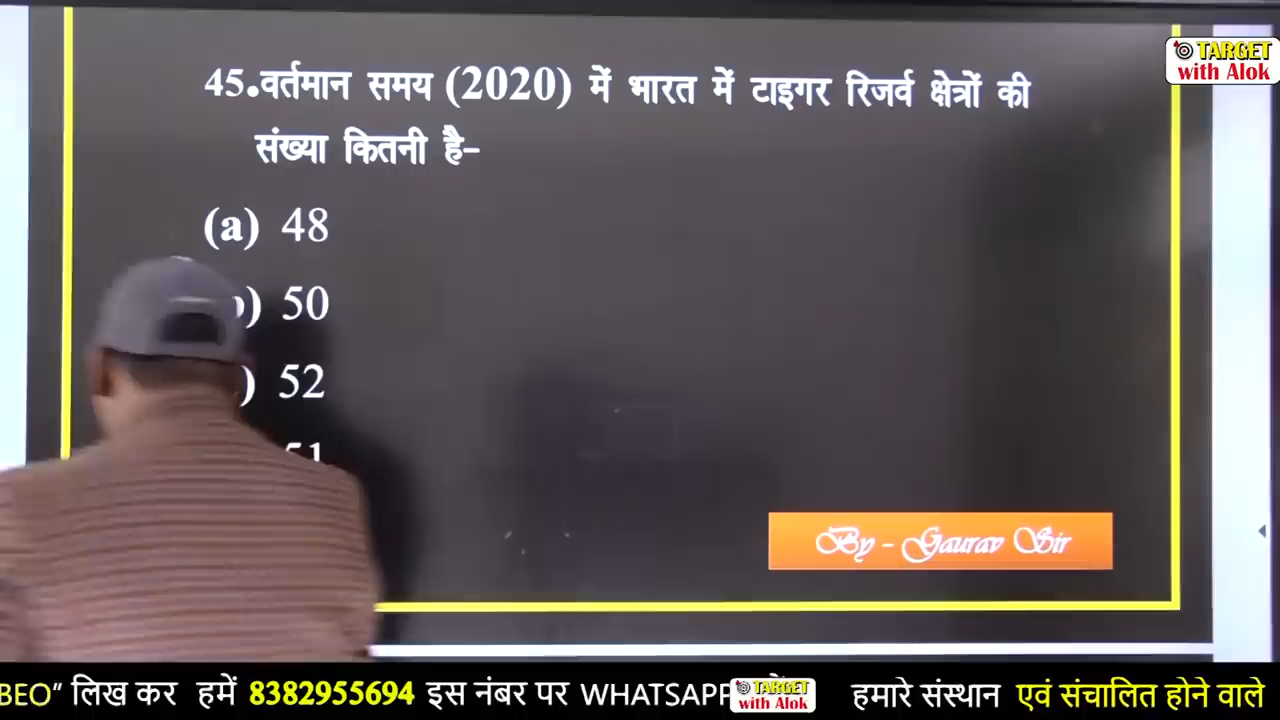 TARGET
with Alok
45.वर्तमान समय (2020) में भारत में टाइगर रिजर्व क्षेत्रों की
संख्या कितनी है-
(a) 48
50
52
51
By - Gaurav Sir
BEO" लिख कर हमें 8382955694 इस नंबर पर WHATSAPP
TARGET
with Alok
हमारे संस्थान एवं संचालित होने वाले